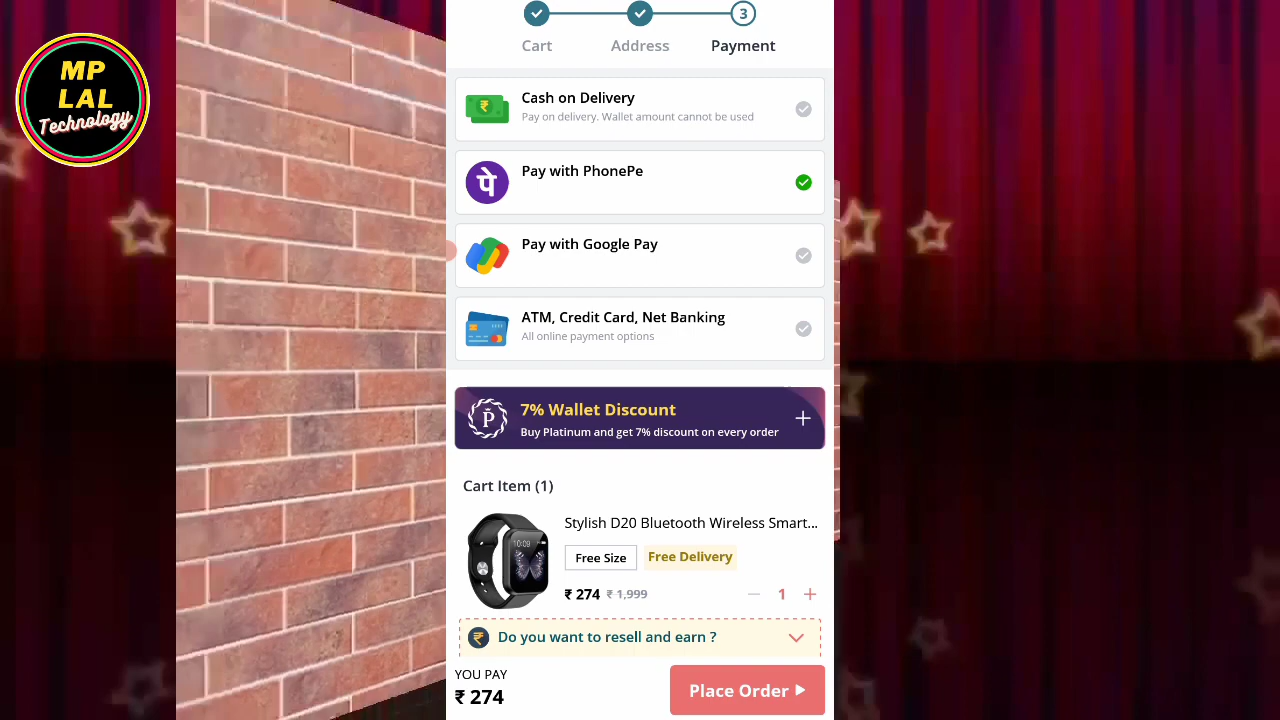 MP
LAL
Technology
3
Cart
Address
Payment
₹
Cash on Delivery
Pay on delivery. Wallet amount cannot be used
पे
Pay with PhonePe
Pay with Google Pay
ATM, Credit Card, Net Banking
All online payment options
P
7% Wallet Discount
Buy Platinum and get 7% discount on every order
Cart Item (1)
Stylish D20 Bluetooth Wireless Smart...
10:09
Free Size
Free Delivery
₹ 274 ₹ 1,999
1
₹ Do you want to resell and earn ?
YOU PAY
₹ 274
Place Order